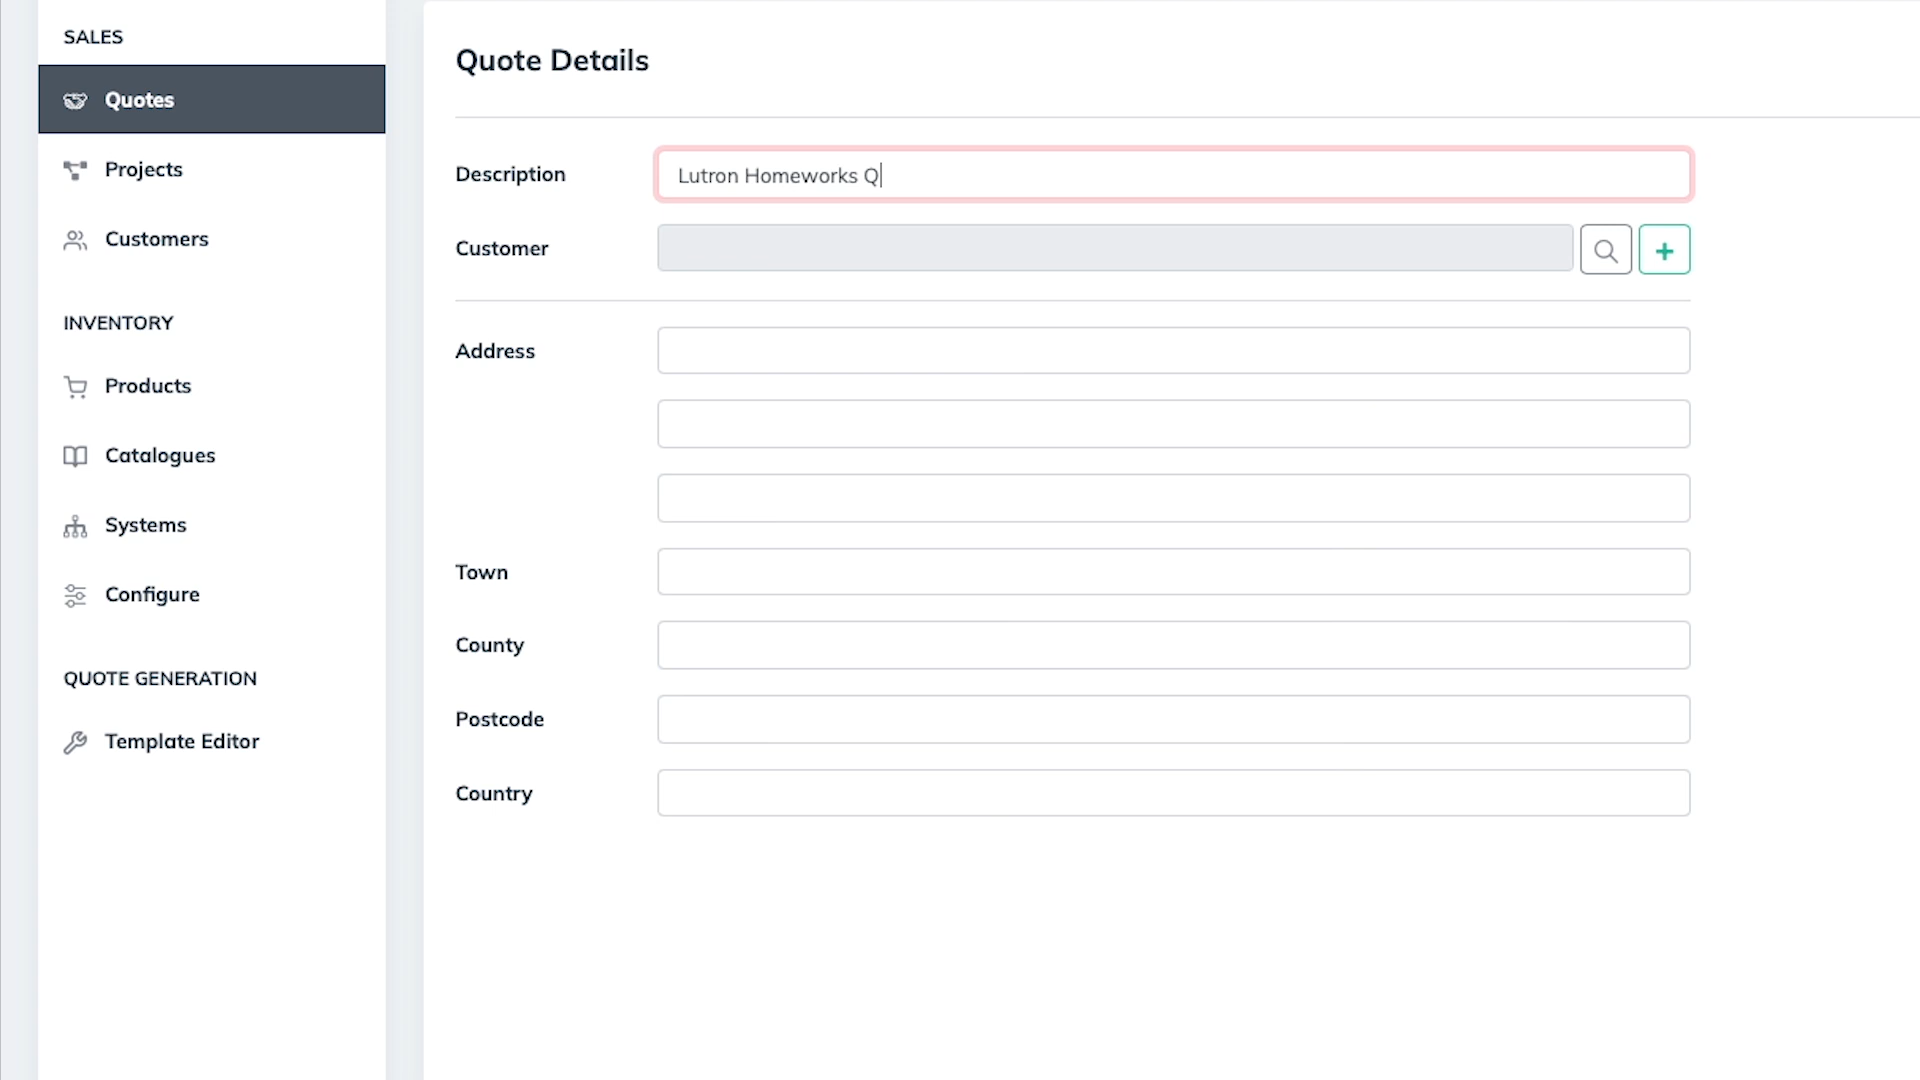 SALES
Quotes
Projects
Customers
INVENTORY
Products
Catalogues
Systems
Configure
QUOTE GENERATION
Template Editor
Quote Details
Description
Lutron Homeworks Q
Customer
Address
Town
County
Postcode
Country